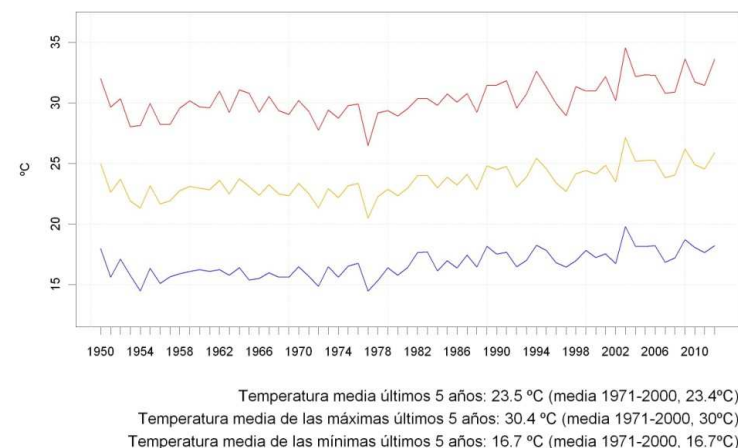 35
30
25
20
15
ºC
1950 1954 1958 1962 1966 1970 1974 1978 1982 1986 1990 1994 1998 2002 2006 2010
Temperatura media últimos 5 años: 23.5 ºC (media 1971-2000, 23.4ºC)
Temperatura media de las máximas últimos 5 años: 30.4 ºC (media 1971-2000, 30ºC)
Temperatura media de las mínimas últimos 5 años: 16.7 ºC (media 1971-2000, 16.7ºC)